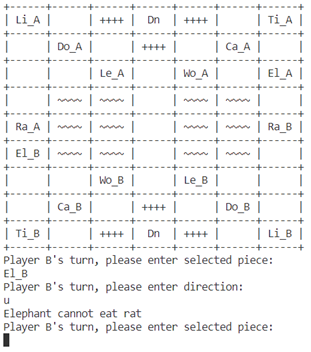 +------+------+------+------+------+------+------+
| Li_A |      | ++++ |  Dn  | ++++ |      | Ti_A |
+------+------+------+------+------+------+------+
|      | Do_A |      | ++++ |      | Ca_A |      |
+------+------+------+------+------+------+------+
|      |      | Le_A |      | Wo_A |      | El_A |
+------+------+------+------+------+------+------+
|      | ~~~~ | ~~~~ |      | ~~~~ | ~~~~ |      |
+------+------+------+------+------+------+------+
| Ra_A | ~~~~ | ~~~~ |      | ~~~~ | ~~~~ | Ra_B |
+------+------+------+------+------+------+------+
| El_B | ~~~~ | ~~~~ |      | ~~~~ | ~~~~ |      |
+------+------+------+------+------+------+------+
|      |      | Wo_B |      | Le_B |      |      |
+------+------+------+------+------+------+------+
|      | Ca_B |      | ++++ |      | Do_B |      |
+------+------+------+------+------+------+------+
| Ti_B |      | ++++ |  Dn  | ++++ |      | Li_B |
+------+------+------+------+------+------+------+
Player B's turn, please enter selected piece:
El_B
Player B's turn, please enter direction:
u
Elephant cannot eat rat
Player B's turn, please enter selected piece: